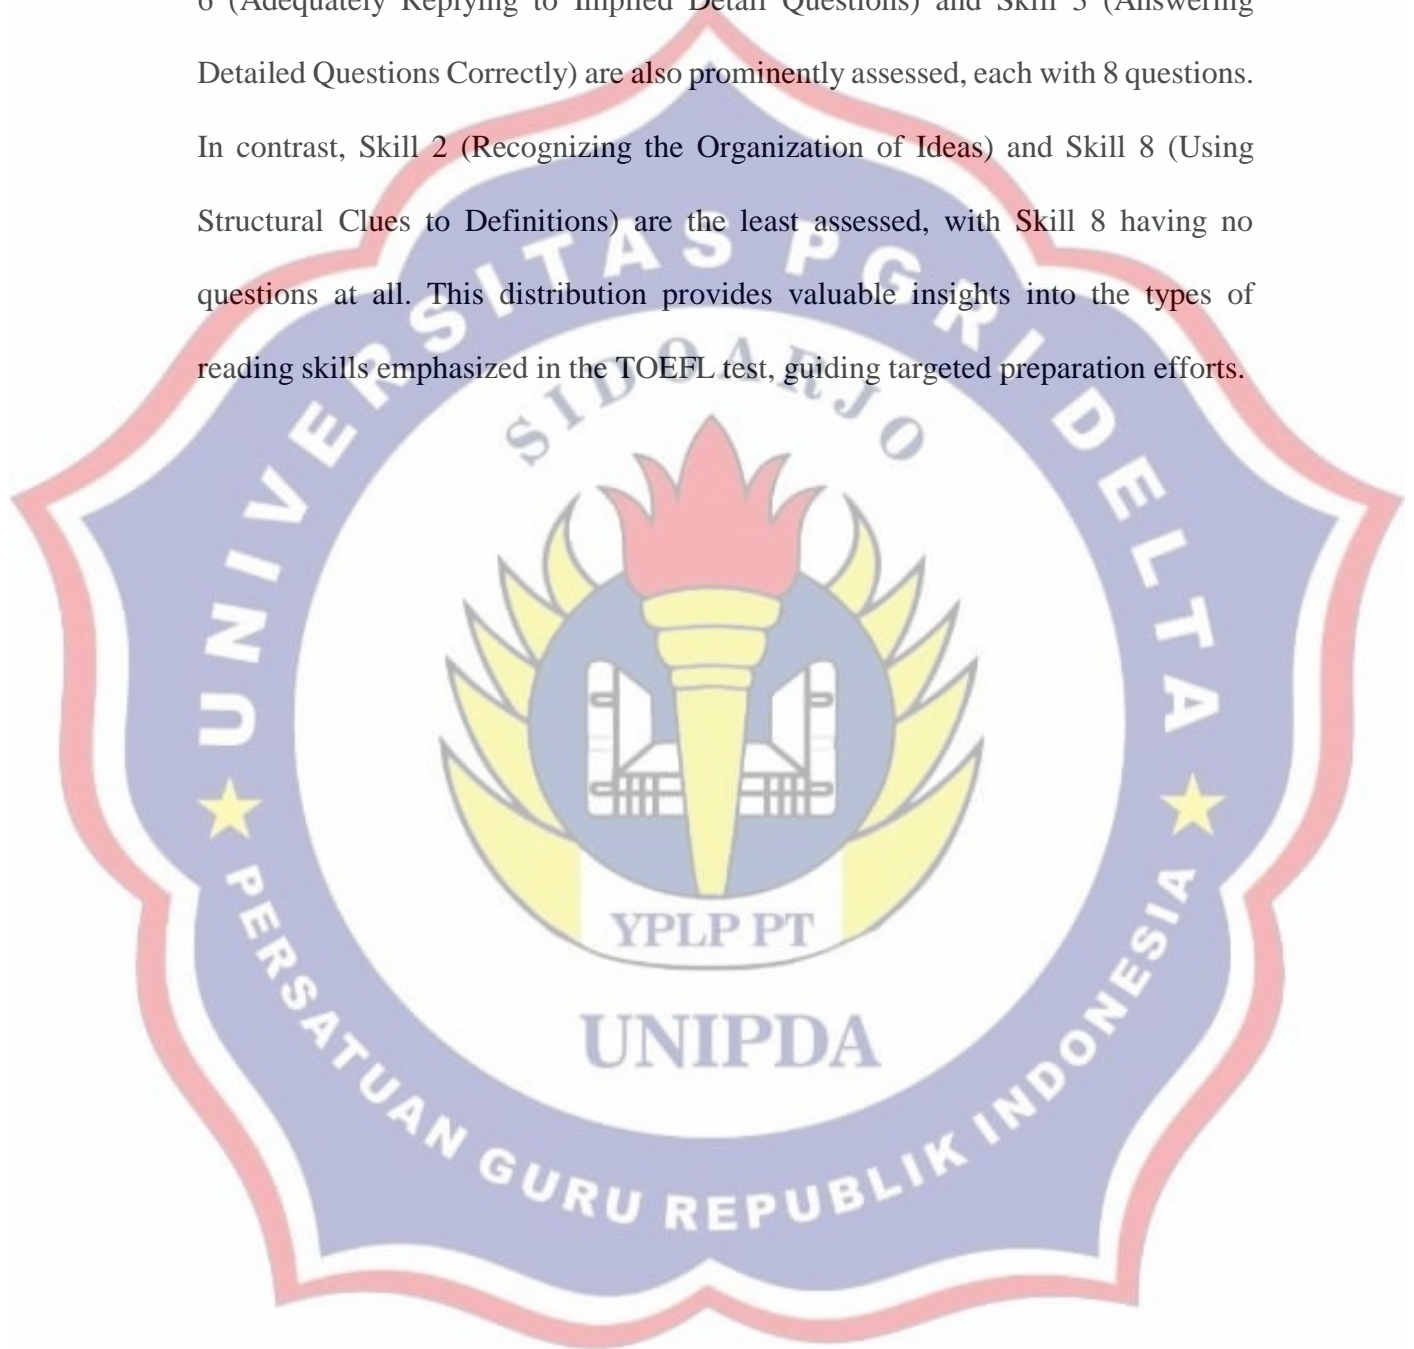 6 (Adequately Replying to Implied Detail Questions) and Skill 3 (Answering
Detailed Questions Correctly) are also prominently assessed, each with 8 questions.
In contrast, Skill 2 (Recognizing the Organization of Ideas) and Skill 8 (Using
Structural Clues to Definitions) are the least assessed, with Skill 8 having no
questions at all. This distribution provides valuable insights into the types of
reading skills emphasized in the TOEFL test, guiding targeted preparation efforts.
UNIVERSITAS PGRI DELTA
SIDOARJO
YPLP PT
UNIPDA
PERSATUAN GURU REPUBLIK INDONESIA